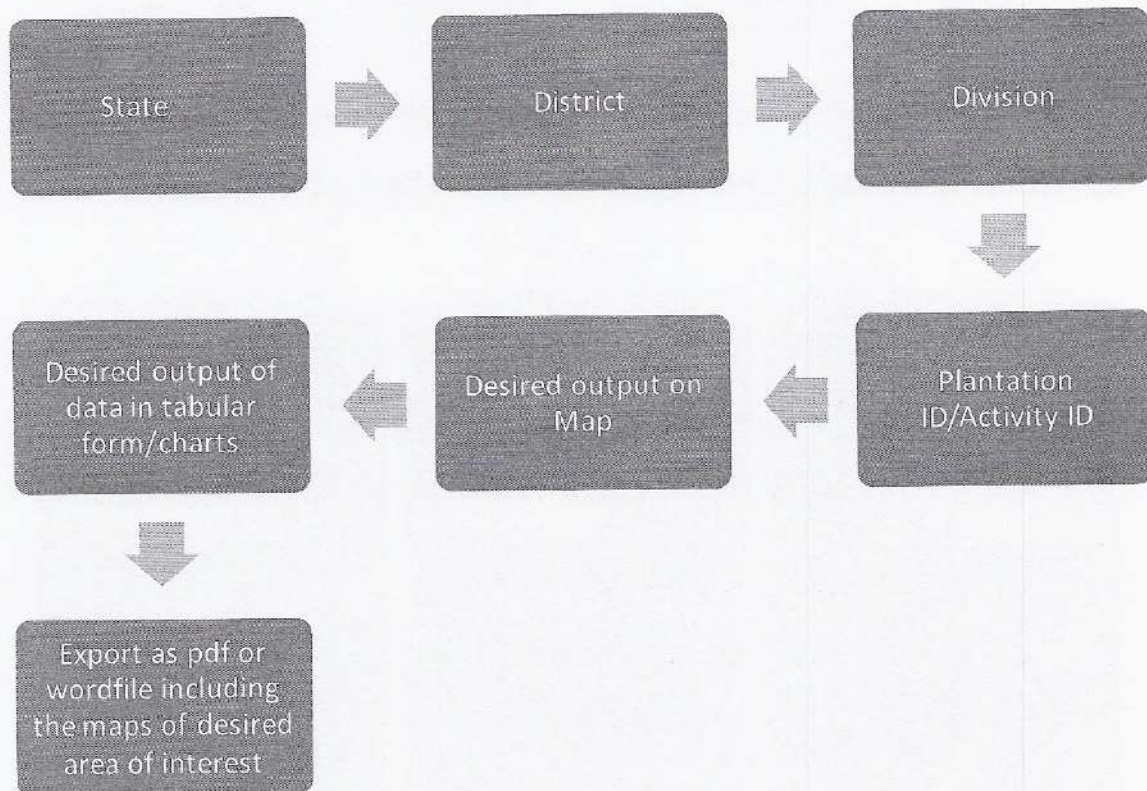 State
District
Division
Plantation
ID/Activity ID
Desired output on
Map
Desired output of
data in tabular
form/charts
Export as pdf or
wordfile including
the maps of desired
area of interest